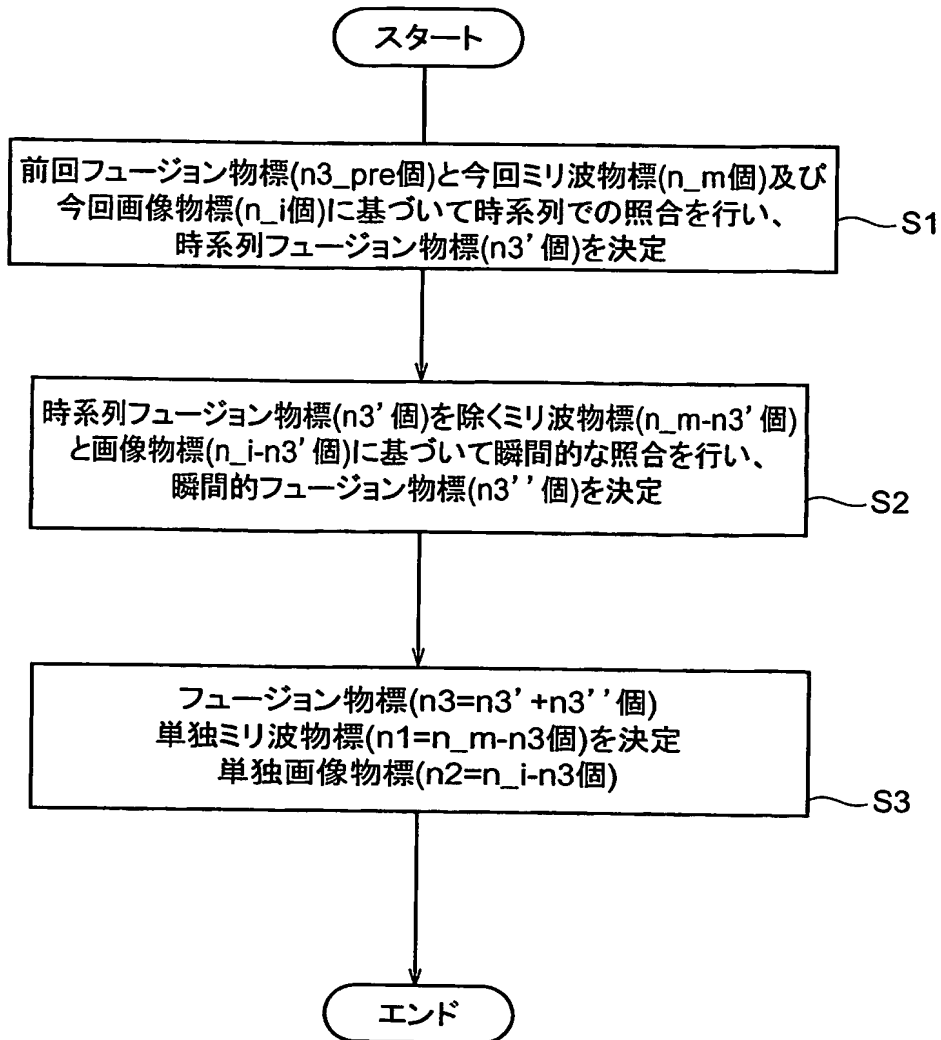 スタート
前回フュージョン物標(n3_pre個)と今回ミリ波物標(n_m個)及び
今回画像物標(n_i個)に基づいて時系列での照合を行い、
時系列フュージョン物標(n3'個)を決定
S1
時系列フュージョン物標(n3'個)を除くミリ波物標(n_m-n3'個)
と画像物標(n_i-n3'個)に基づいて瞬間的な照合を行い、
瞬間的フュージョン物標(n3''個)を決定
S2
フュージョン物標(n3=n3'+n3''個)
単独ミリ波物標(n1=n_m-n3個)を決定
単独画像物標(n2=n_i-n3個)
S3
エンド